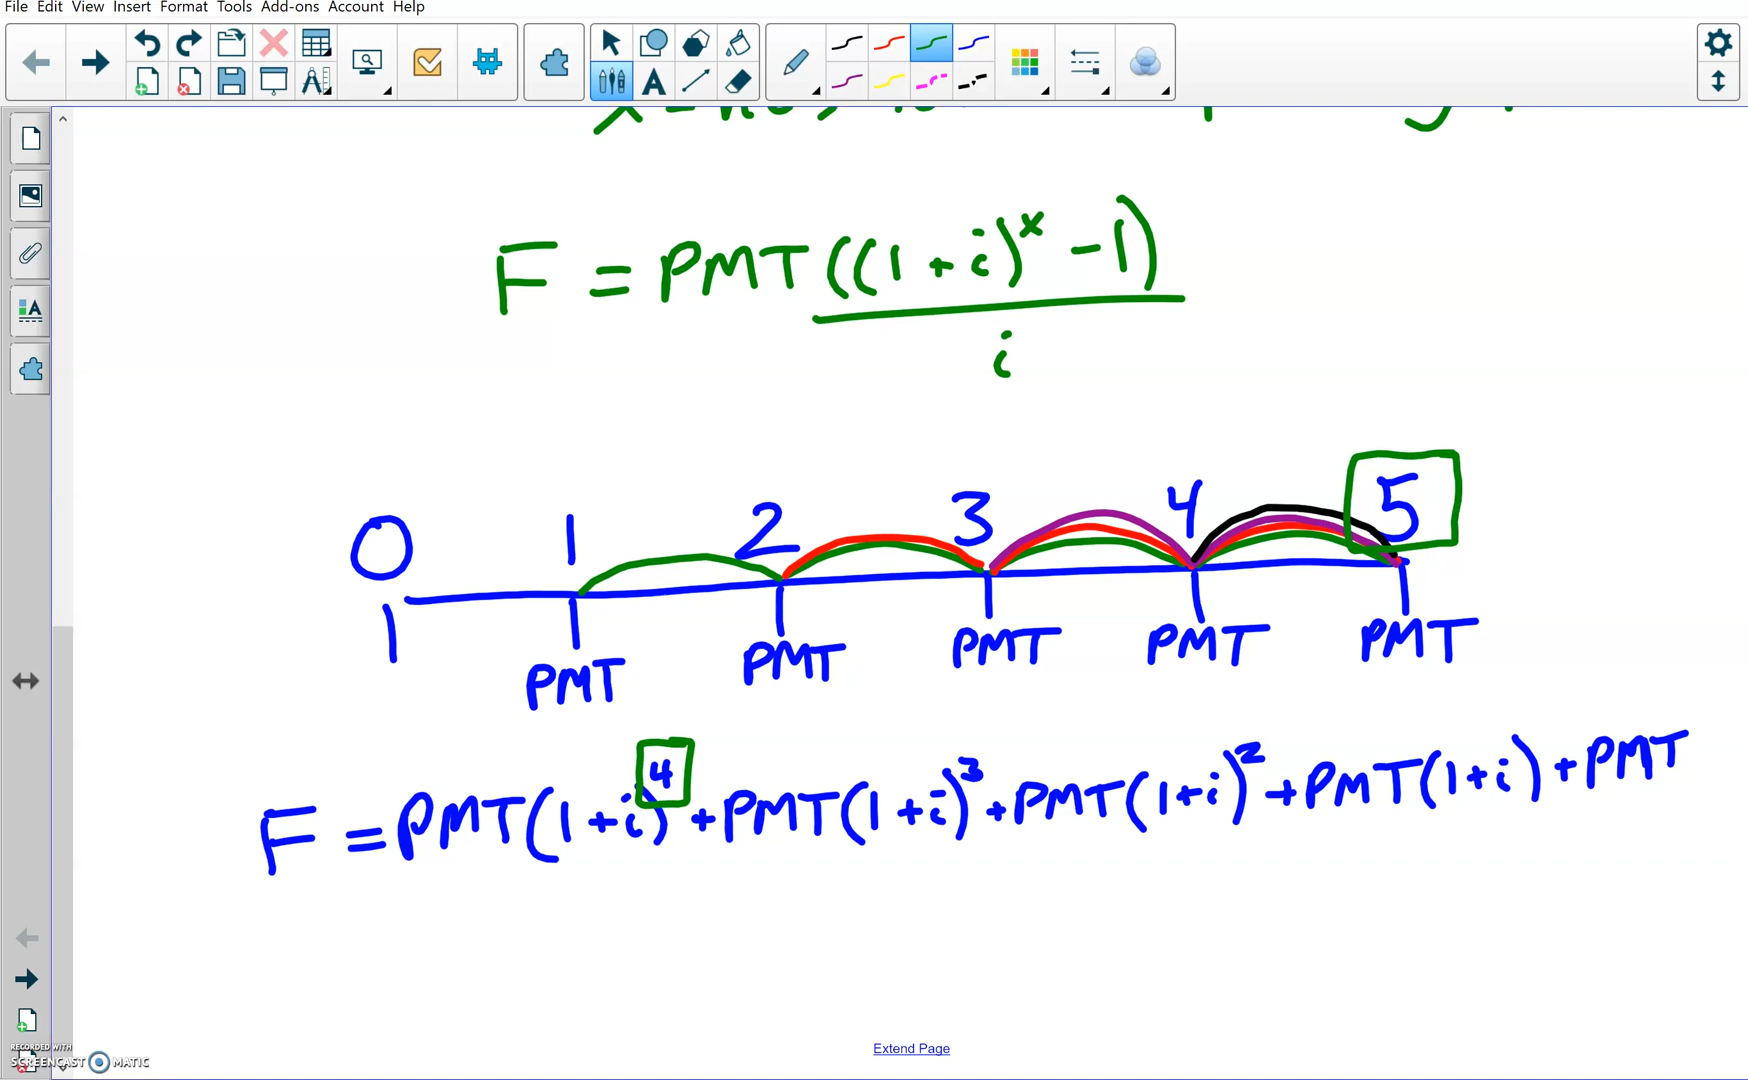 File Edit View Insert Format Tools Add-ons Account Help
F = PMT((1+i)^x - 1)
i
0 1 2 3 4 5
PMT PMT PMT PMT PMT
F = PMT(1+i)^4 + PMT(1+i)^3 + PMT(1+i)^2 + PMT(1+i) + PMT
Extend Page
RECORDED WITH
SCREENCAST MATIC